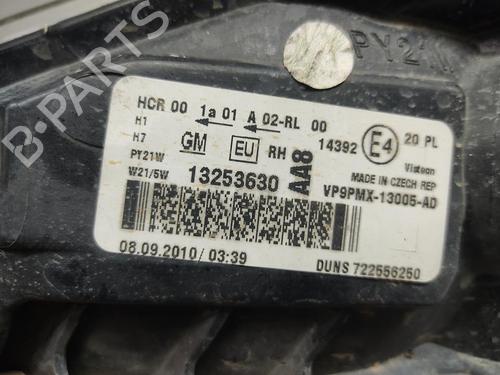 PY21
HCR 00 1a 01 A 02-RL 00
H1
H7
PY21W
W21/5W
GM EU RH 14392 E4 20 PL
Visteon
MADE IN CZECH REP
13253630 AA8 VP9PMX-13005-AD
08.09.2010/ 03:39 DUNS 722556250
B-PARTS